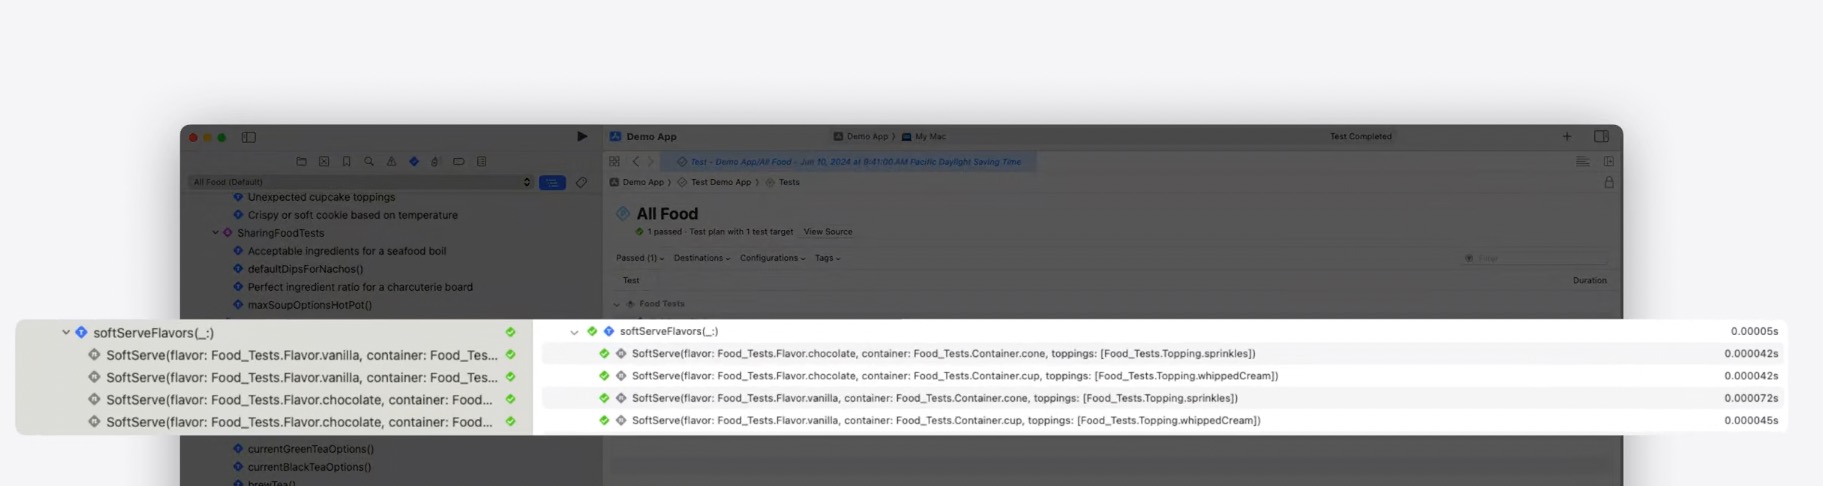 Demo App
Demo App
My Mac
Test Completed
Test - Demo App/All Food - Jun 10, 2024 at 9:41:00 AM Pacific Daylight Saving Time
All Food (Default)
Demo App
Test Demo App
Tests
Unexpected cupcake toppings
Crispy or soft cookie based on temperature
SharingFoodTests
Acceptable ingredients for a seafood boil
defaultDipsForNachos()
Perfect ingredient ratio for a charcuterie board
maxSoupOptionsHotPot()
All Food
1 passed · Test plan with 1 test target View Source
Passed (1) Destinations Configurations Tags
Filter
Test Duration
Food Tests
softServeFlavors(_:)
SoftServe(flavor: Food_Tests.Flavor.vanilla, container: Food_Tes...
SoftServe(flavor: Food_Tests.Flavor.vanilla, container: Food_Tes...
SoftServe(flavor: Food_Tests.Flavor.chocolate, container: Food...
SoftServe(flavor: Food_Tests.Flavor.chocolate, container: Food...
softServeFlavors(_:) 0.00005s
SoftServe(flavor: Food_Tests.Flavor.chocolate, container: Food_Tests.Container.cone, toppings: [Food_Tests.Topping.sprinkles]) 0.000042s
SoftServe(flavor: Food_Tests.Flavor.chocolate, container: Food_Tests.Container.cup, toppings: [Food_Tests.Topping.whippedCream]) 0.000042s
SoftServe(flavor: Food_Tests.Flavor.vanilla, container: Food_Tests.Container.cone, toppings: [Food_Tests.Topping.sprinkles]) 0.000072s
SoftServe(flavor: Food_Tests.Flavor.vanilla, container: Food_Tests.Container.cup, toppings: [Food_Tests.Topping.whippedCream]) 0.000045s
currentGreenTeaOptions()
currentBlackTeaOptions()
brewTea()